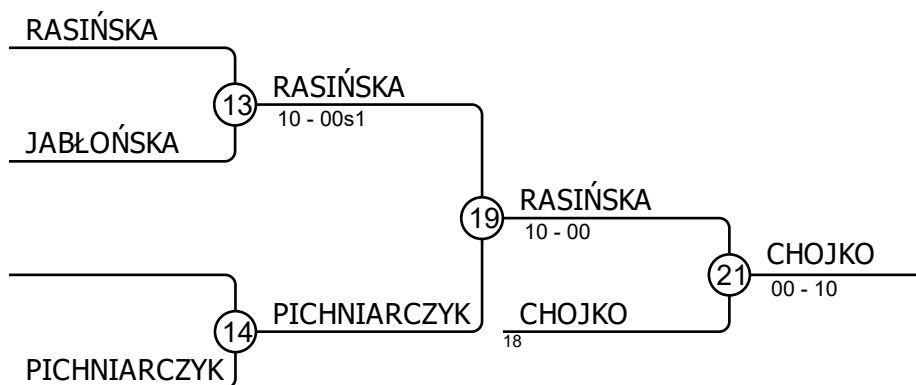 RASIŃSKA
13
RASIŃSKA
10 - 00s1
JABŁOŃSKA
19
RASIŃSKA
10 - 00
21
CHOJKO
00 - 10
14
PICHNIARCZYK
CHOJKO
18
PICHNIARCZYK